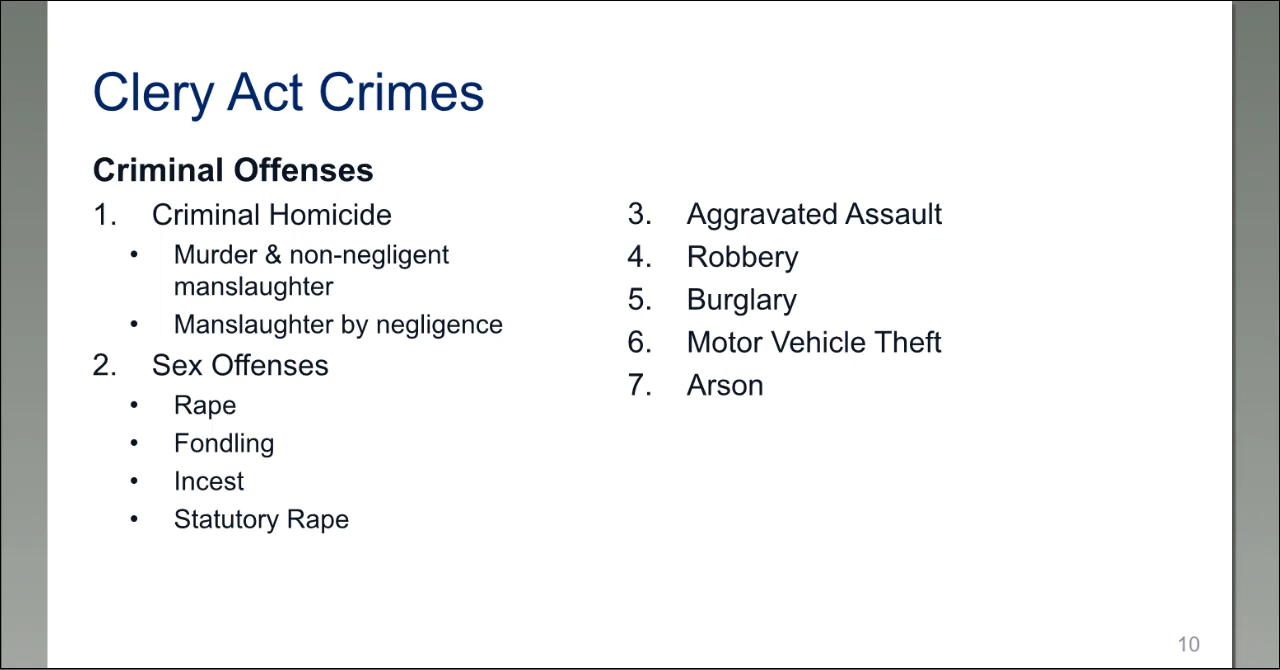 Clery Act Crimes
Criminal Offenses
1. Criminal Homicide
• Murder & non-negligent
manslaughter
• Manslaughter by negligence
2. Sex Offenses
• Rape
• Fondling
• Incest
• Statutory Rape
3. Aggravated Assault
4. Robbery
5. Burglary
6. Motor Vehicle Theft
7. Arson
10